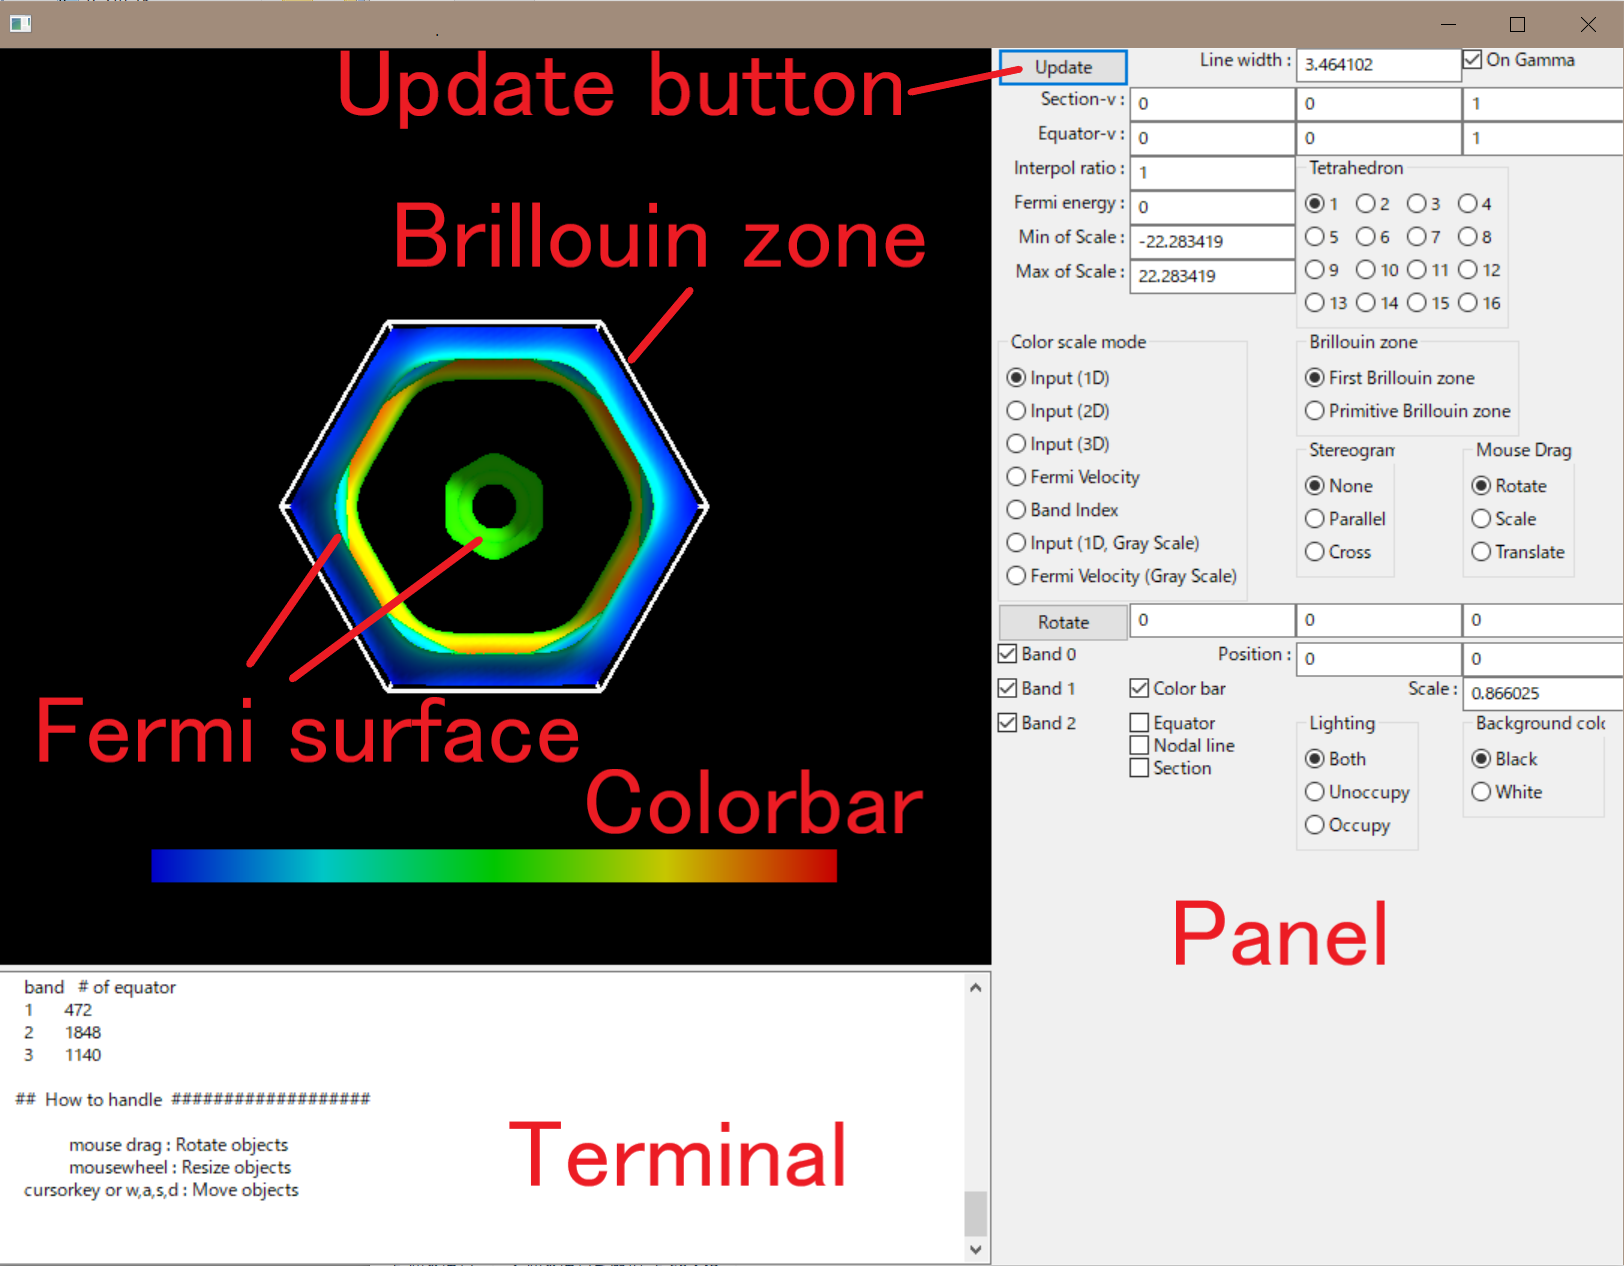 Update button
Brillouin zone
Fermi surface
Colorbar
Update
Line width : 3.464102 On Gamma
Section-v : 0 0 1
Equator-v : 0 0 1
Interpol ratio : 1
Fermi energy : 0
Min of Scale : -22.283419
Max of Scale : 22.283419
Tetrahedron
1 2 3 4
5 6 7 8
9 10 11 12
13 14 15 16
Color scale mode
Input (1D)
Input (2D)
Input (3D)
Fermi Velocity
Band Index
Input (1D, Gray Scale)
Fermi Velocity (Gray Scale)
Brillouin zone
First Brillouin zone
Primitive Brillouin zone
Stereogran
None
Parallel
Cross
Mouse Drag
Rotate
Scale
Translate
Rotate 0 0 0
Band 0
Band 1
Band 2
Position : 0 0
Color bar
Scale : 0.866025
Equator
Nodal line
Section
Lighting
Both
Unoccupy
Occupy
Background colo
Black
White
Panel
band # of equator
1 472
2 1848
3 1140
## How to handle ###################
mouse drag : Rotate objects
mousewheel : Resize objects
cursorkey or w,a,s,d : Move objects
Terminal